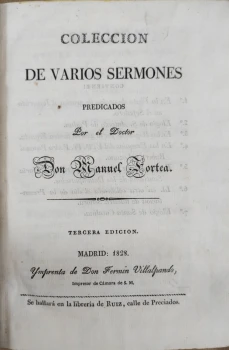 COLECCION
DE VARIOS SERMONES
PREDICADOS
Por el Doctor
Don Manuel Fortea.
TERCERA EDICION.
MADRID: 1828.
Ymprenta de Don Fermin Villalpando,
Impresor de Cámara de S. M.
Se hallará en la librería de RUIZ, calle de Preciados.